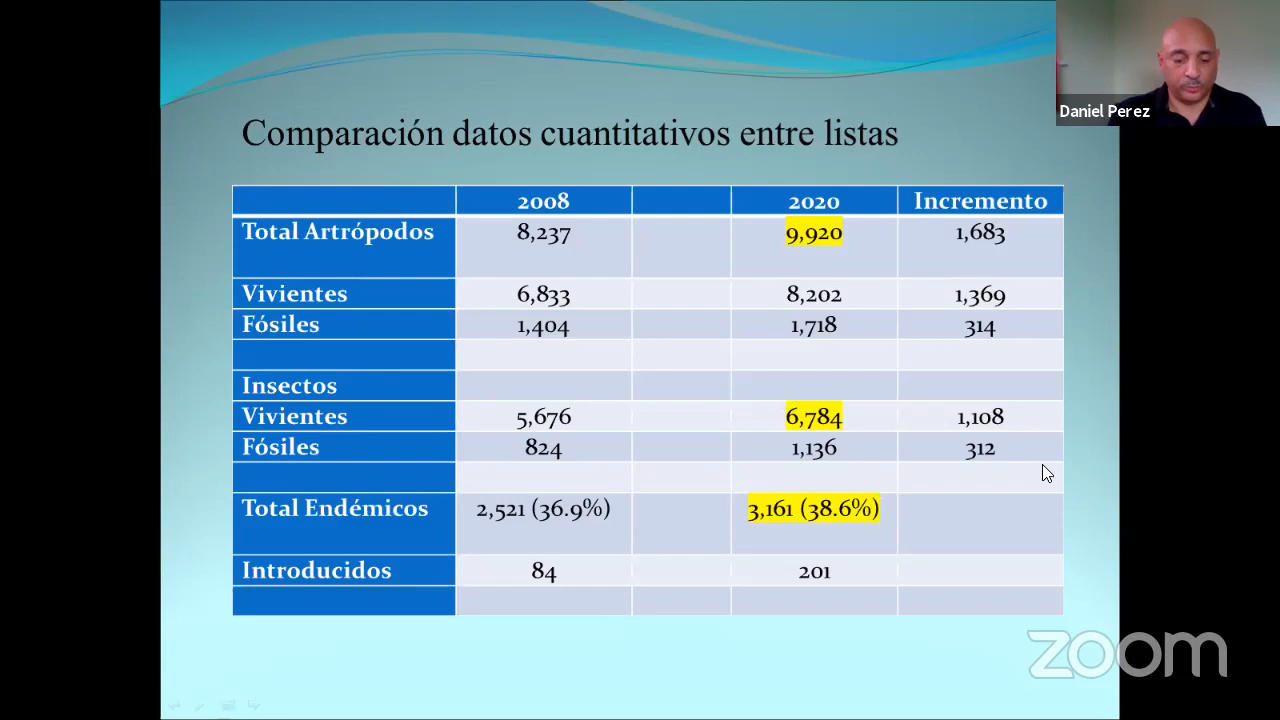 Daniel Perez
Comparación datos cuantitativos entre listas
2008 2020 Incremento
Total Artrópodos 8,237 9,920 1,683
Vivientes 6,833 8,202 1,369
Fósiles 1,404 1,718 314
Insectos
Vivientes 5,676 6,784 1,108
Fósiles 824 1,136 312
Total Endémicos 2,521 (36.9%) 3,161 (38.6%)
Introducidos 84 201
zoom